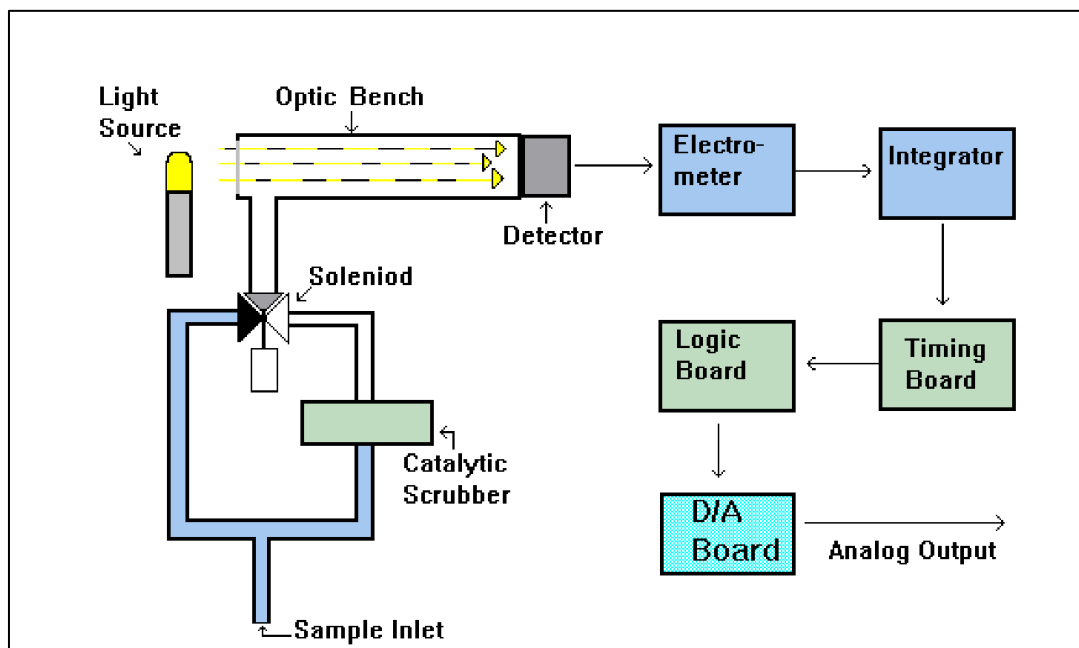 Light
Source
Optic Bench
Electro-
meter
Integrator
Detector
Soleniod
Logic
Board
Timing
Board
Catalytic
Scrubber
D/A
Board
Analog Output
Sample Inlet